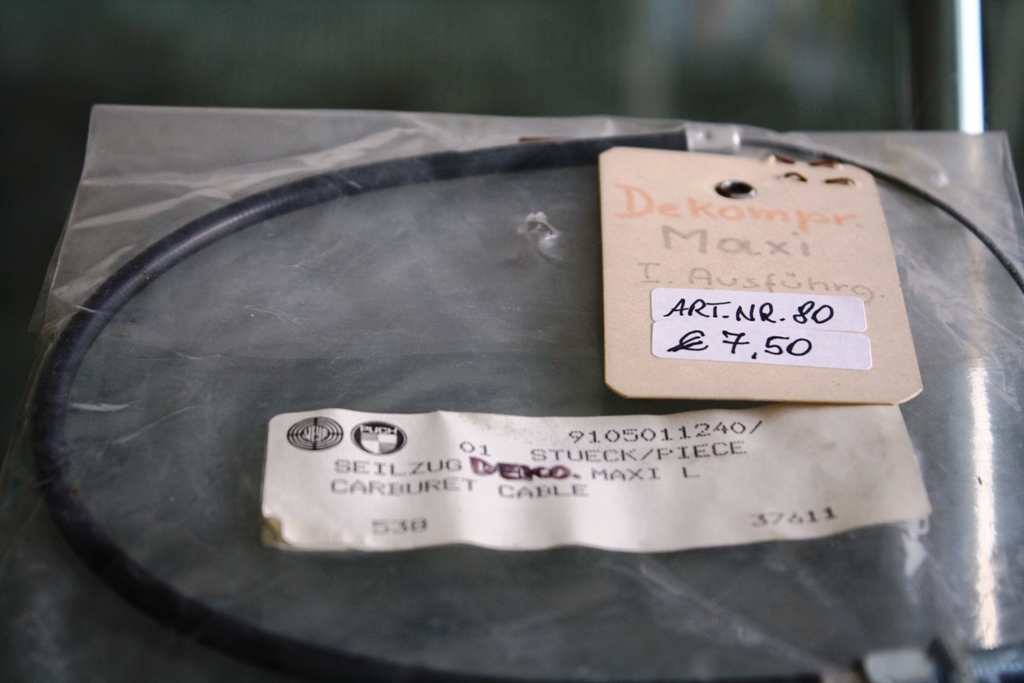 Dekompr.
Maxi
I. Ausführg.
ART.NR. 80
€ 7,50
PUCH
9105011240/
01 STUECK/PIECE
SEILZUG DEKO. MAXI L
CARBURET CABLE
538 37611